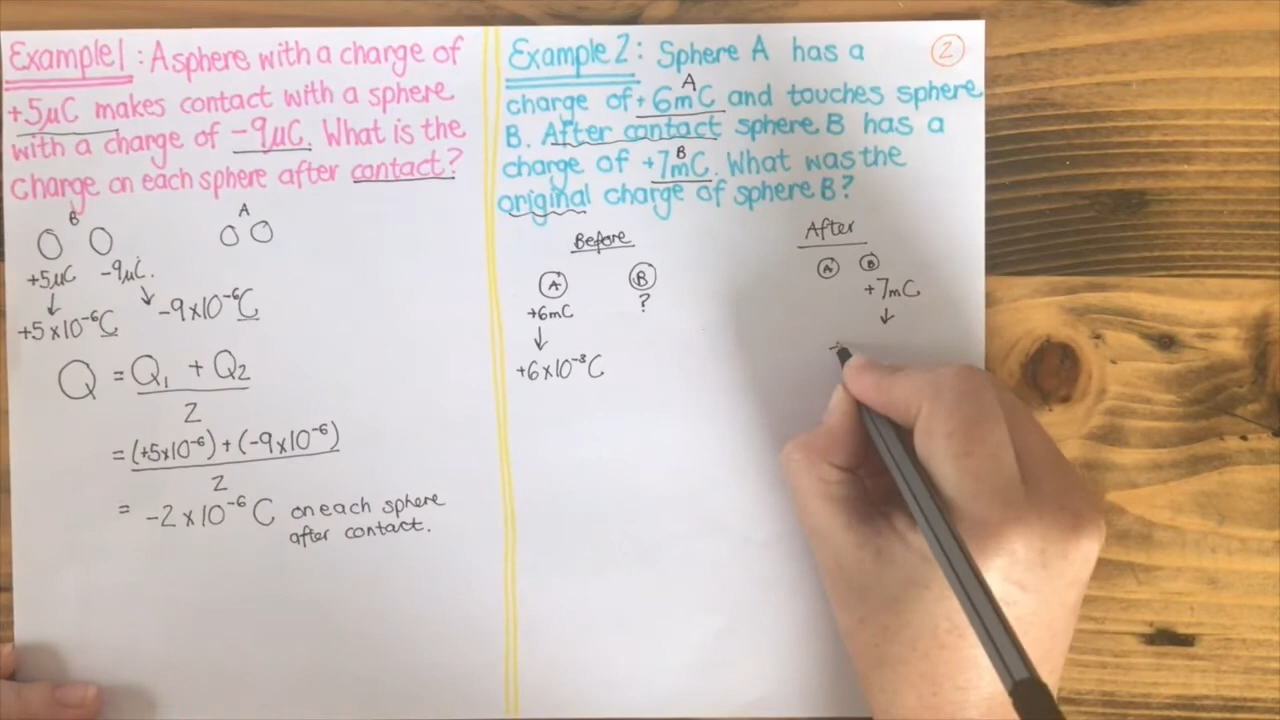 Example 1: A sphere with a charge of
+5μC makes contact with a sphere
with a charge of -9μC. What is the
charge on each sphere after contact?
B
A
+5μC -9μC.
+5×10⁻⁶C -9×10⁻⁶C
Q = Q₁ + Q₂
2
= (+5×10⁻⁶) + (-9×10⁻⁶)
2
= -2×10⁻⁶C on each sphere
after contact.
Example 2: Sphere A has a
2
A
charge of +6mC and touches sphere
B. After contact sphere B has a
B
charge of +7mC. What was the
original charge of sphere B?
Before
A B
+6mC ?
+6×10⁻³C
After
A B
+7mC